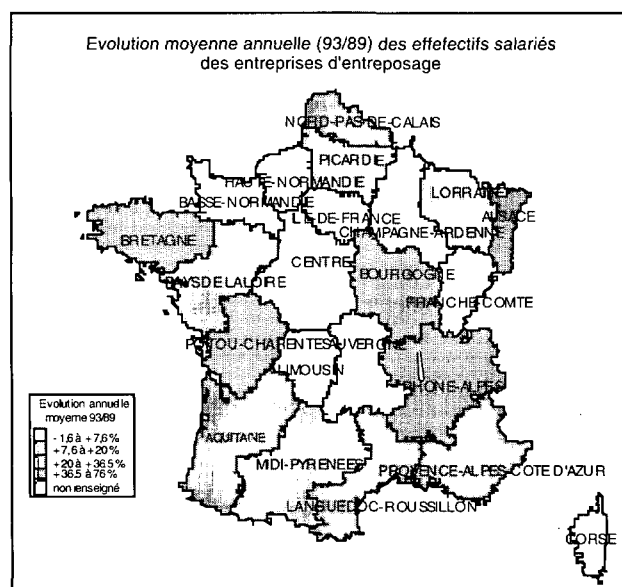 Evolution moyenne annuelle (93/89) des effefectifs salariés
des entreprises d'entreposage
NORD-PAS-DE-CALAIS
PICARDIE
HAUTE-NORMANDIE
LORRAINE
BASSE-NORMANDIE
ALSACE
ILE-DE-FRANCE
CHAMPAGNE-ARDENNE
BRETAGNE
CENTRE
BOURGOGNE
PAYS DE LA LOIRE
FRANCHE-COMTE
POITOU-CHARENTES
AUVERGNE
LIMOUSIN
RHONE-ALPES
Evolution annuelle
moyenne 93/89
- 1,6 à + 7,6%
+7,6 à +20%
+20 à +36.5%
+36.5 à 76%
non renseigné
AQUITANE
MIDI-PYRENEES
PROVENCE-ALPES-COTE D'AZUR
LANGUEDOC-ROUSSILLON
CORSE